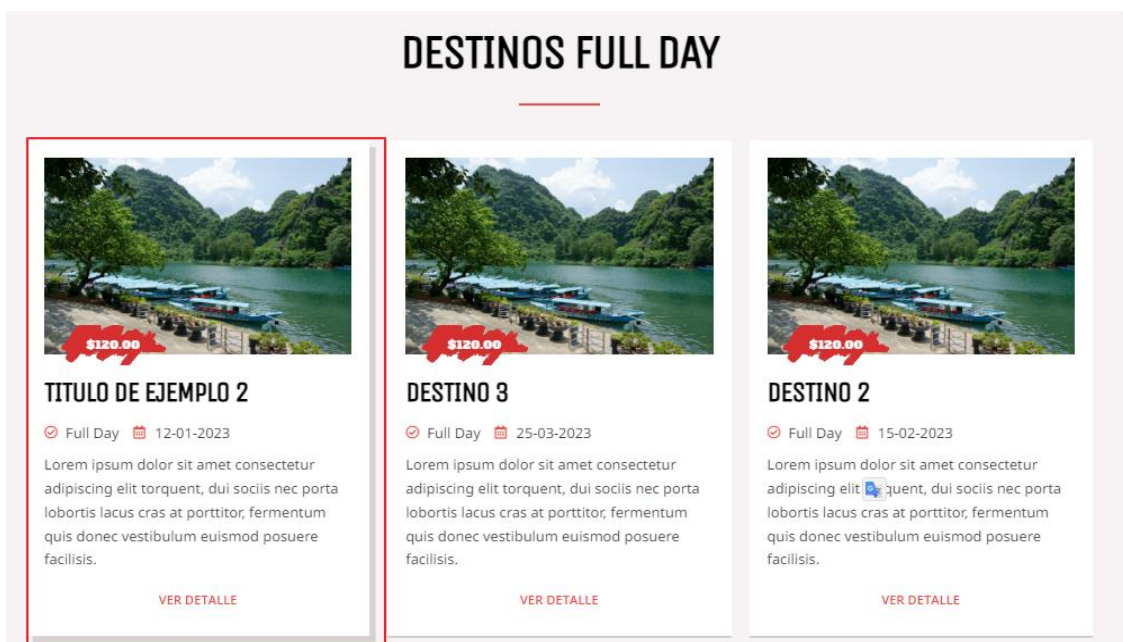 DESTINOS FULL DAY
$120.00
TITULO DE EJEMPLO 2
Full Day 12-01-2023
Lorem ipsum dolor sit amet consectetur
adipiscing elit torquent, dui sociis nec porta
lobortis lacus cras at porttitor, fermentum
quis donec vestibulum euismod posuere
facilisis.
VER DETALLE
$120.00
DESTINO 3
Full Day 25-03-2023
Lorem ipsum dolor sit amet consectetur
adipiscing elit torquent, dui sociis nec porta
lobortis lacus cras at porttitor, fermentum
quis donec vestibulum euismod posuere
facilisis.
VER DETALLE
$120.00
DESTINO 2
Full Day 15-02-2023
Lorem ipsum dolor sit amet consectetur
adipiscing elit quent, dui sociis nec porta
lobortis lacus cras at porttitor, fermentum
quis donec vestibulum euismod posuere
facilisis.
VER DETALLE